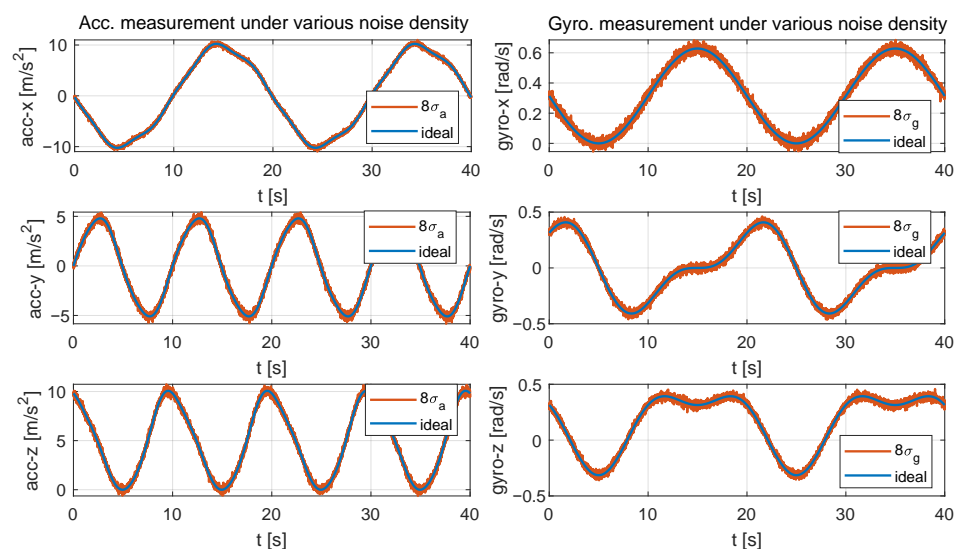 Acc. measurement under various noise density
acc-x [m/s²]
10
0
−10
8σₐ
ideal
0 10 20 30 40
t [s]
Gyro. measurement under various noise density
gyro-x [rad/s]
0.6
0.4
0.2
0
8σg
ideal
0 10 20 30 40
t [s]
acc-y [m/s²]
5
0
−5
8σₐ
ideal
0 10 20 30 40
t [s]
gyro-y [rad/s]
0.5
0
−0.5
8σg
ideal
0 10 20 30 40
t [s]
acc-z [m/s²]
10
5
0
8σₐ
ideal
0 10 20 30 40
t [s]
gyro-z [rad/s]
0.5
0
−0.5
8σg
ideal
0 10 20 30 40
t [s]